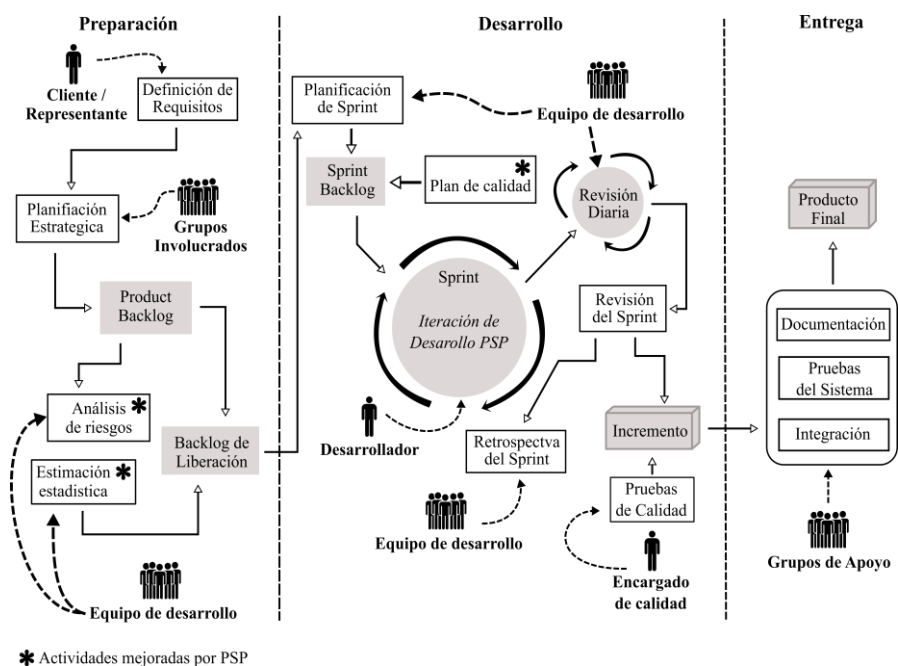 Preparación
Cliente /
Representante
Definición de
Requisitos
Planifiación
Estrategica
Grupos
Involucrados
Product
Backlog
Análisis
de riesgos
Estimación
estadistica
Backlog de
Liberación
Equipo de desarrollo
Desarrollo
Planificación
de Sprint
Equipo de desarrollo
Sprint
Backlog
Plan de calidad
Revisión
Diaria
Sprint
Iteración de
Desarollo PSP
Revisión
del Sprint
Desarrollador
Retrospectva
del Sprint
Incremento
Equipo de desarrollo
Pruebas
de Calidad
Encargado
de calidad
Entrega
Producto
Final
Documentación
Pruebas
del Sistema
Integración
Grupos de Apoyo
✱ Actividades mejoradas por PSP